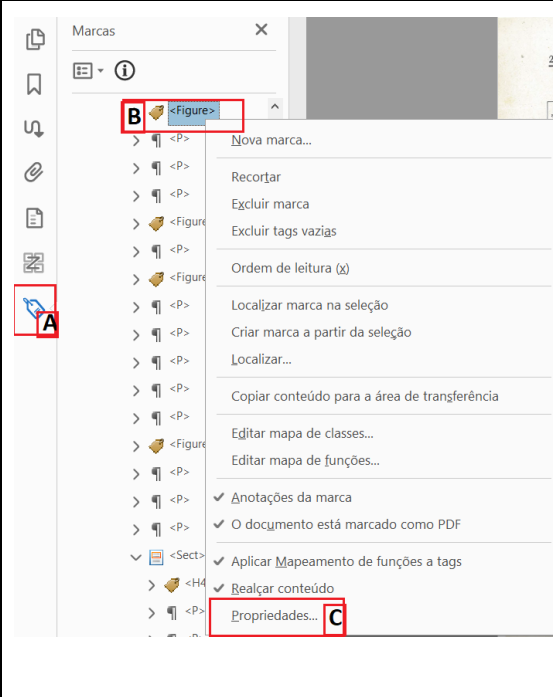 Marcas
B <Figure>
<P>
Nova marca...
<P>
<P>
Recortar
Excluir marca
<Figure
Excluir tags vazias
<P>
<Figure
Ordem de leitura (x)
<P>
Localizar marca na seleção
A
<P>
Criar marca a partir da seleção
<P>
Localizar...
<P>
Copiar conteúdo para a área de transferência
<P>
<Figure
Editar mapa de classes...
Editar mapa de funções...
<P>
<P>
Anotações da marca
<P>
O documento está marcado como PDF
<Sect>
Aplicar Mapeamento de funções a tags
<H4
Realçar conteúdo
<P>
Propriedades... C